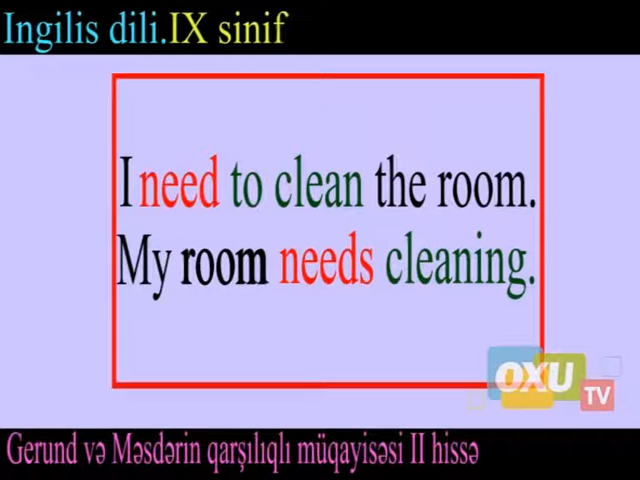 Ingilis dili.IX sinif
I need to clean the room.
My room needs cleaning.
OXU
TV
Gerund və Məsdərin qarşılıqlı müqayisəsi II hissə